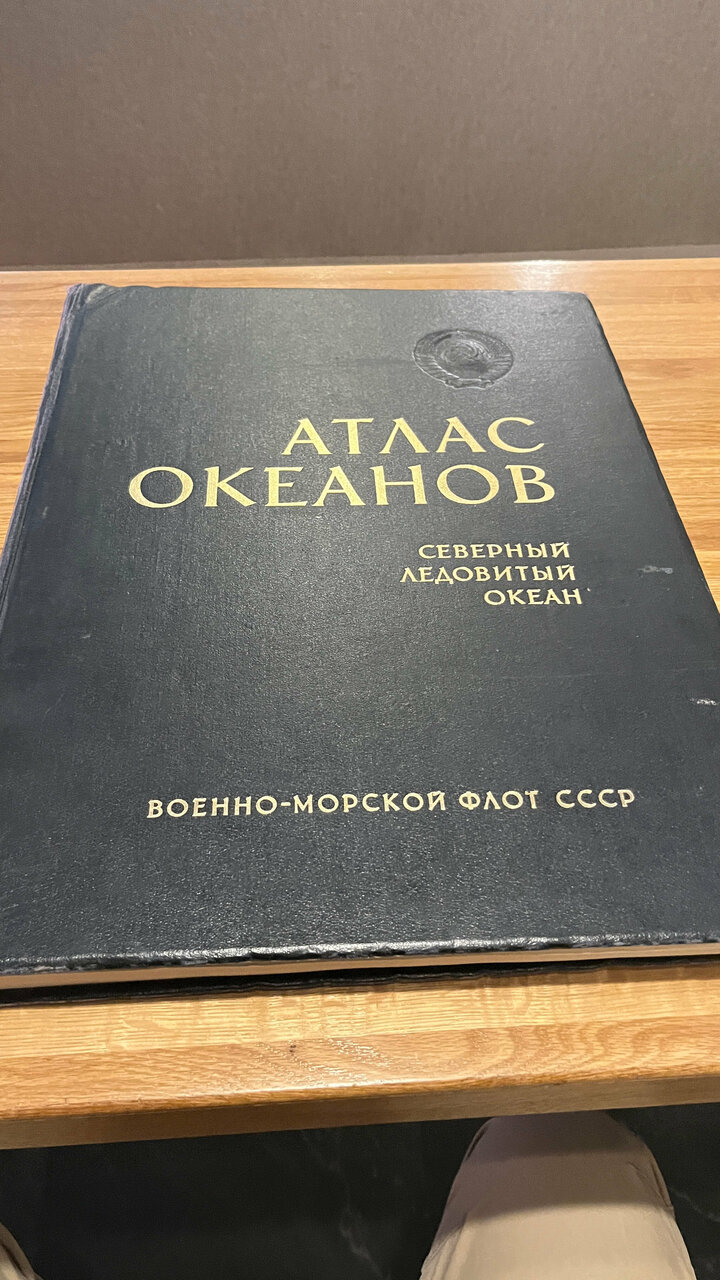 АТЛАС
ОКЕАНОВ
СЕВЕРНЫЙ
ЛЕДОВИТЫЙ
ОКЕАН
ВОЕННО-МОРСКОЙ ФЛОТ СССР